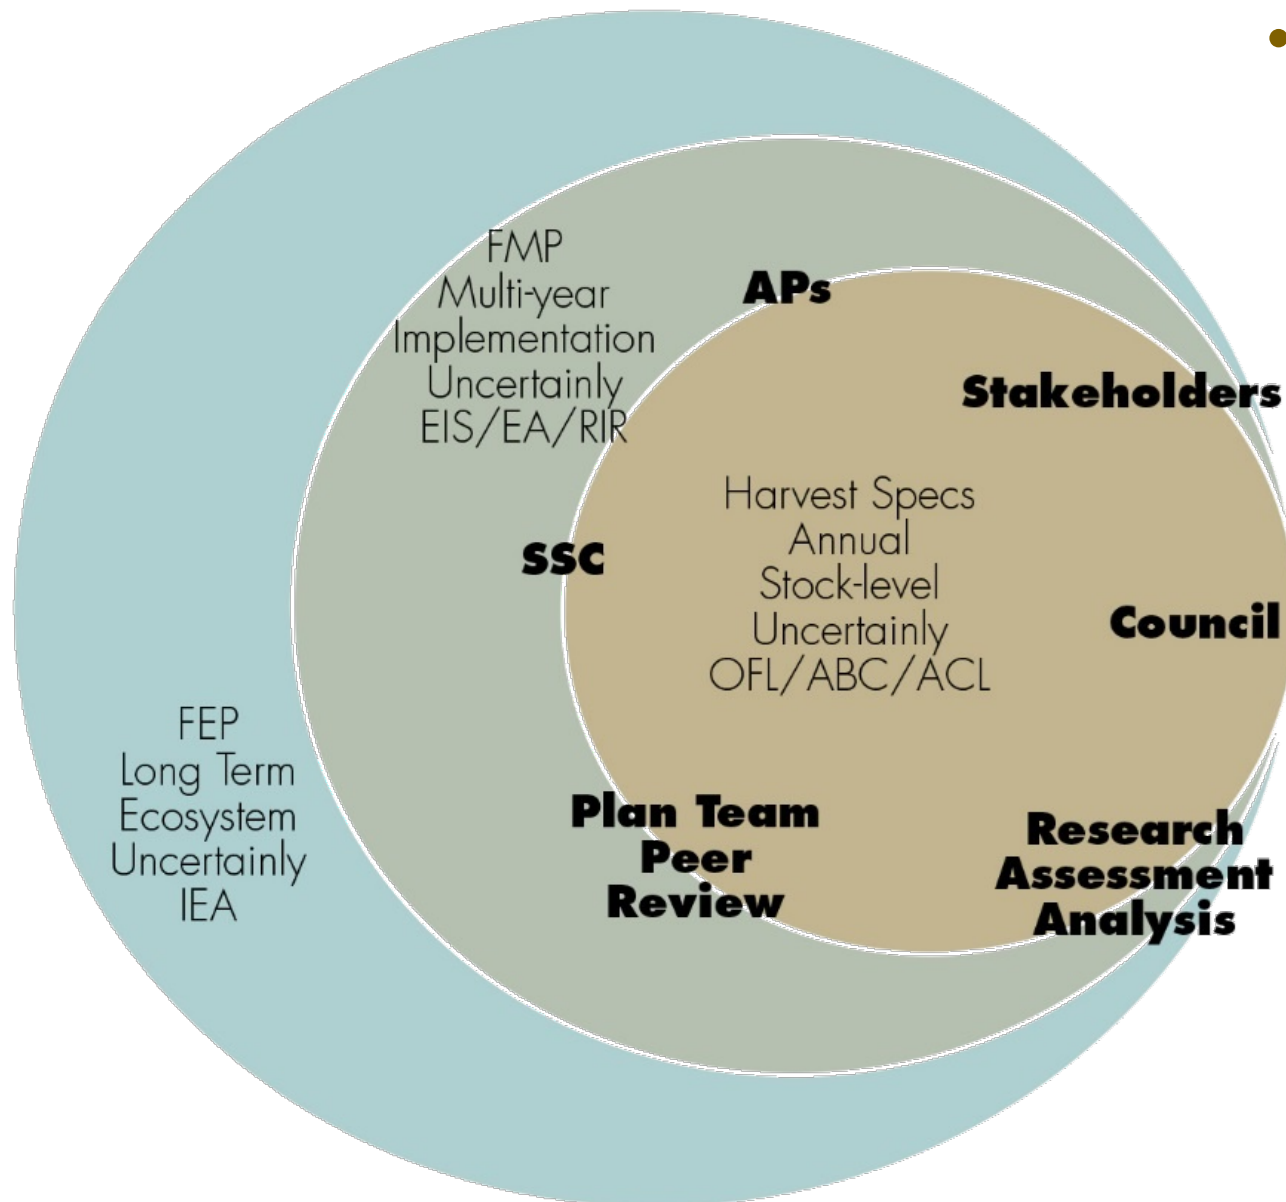 FMP
Multi-year
Implementation
Uncertainly
EIS/EA/RIR
APs
Stakeholders
Harvest Specs
Annual
Stock-level
Uncertainly
OFL/ABC/ACL
SSC
Council
FEP
Long Term
Ecosystem
Uncertainly
IEA
Plan Team
Peer
Review
Research
Assessment
Analysis